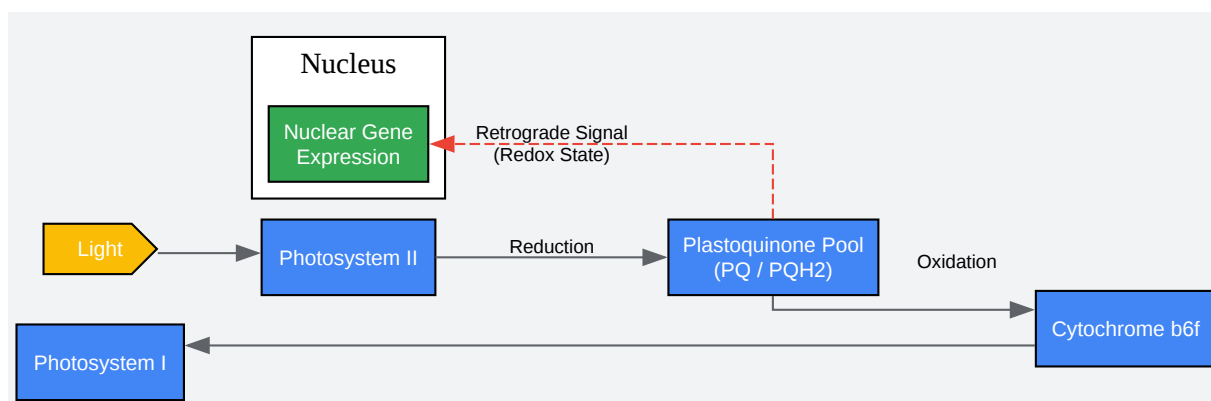 Nucleus
Nuclear Gene
Expression
Retrograde Signal
(Redox State)
Light
Photosystem II
Reduction
Plastoquinone Pool
(PQ / PQH2)
Oxidation
Cytochrome b6f
Photosystem I